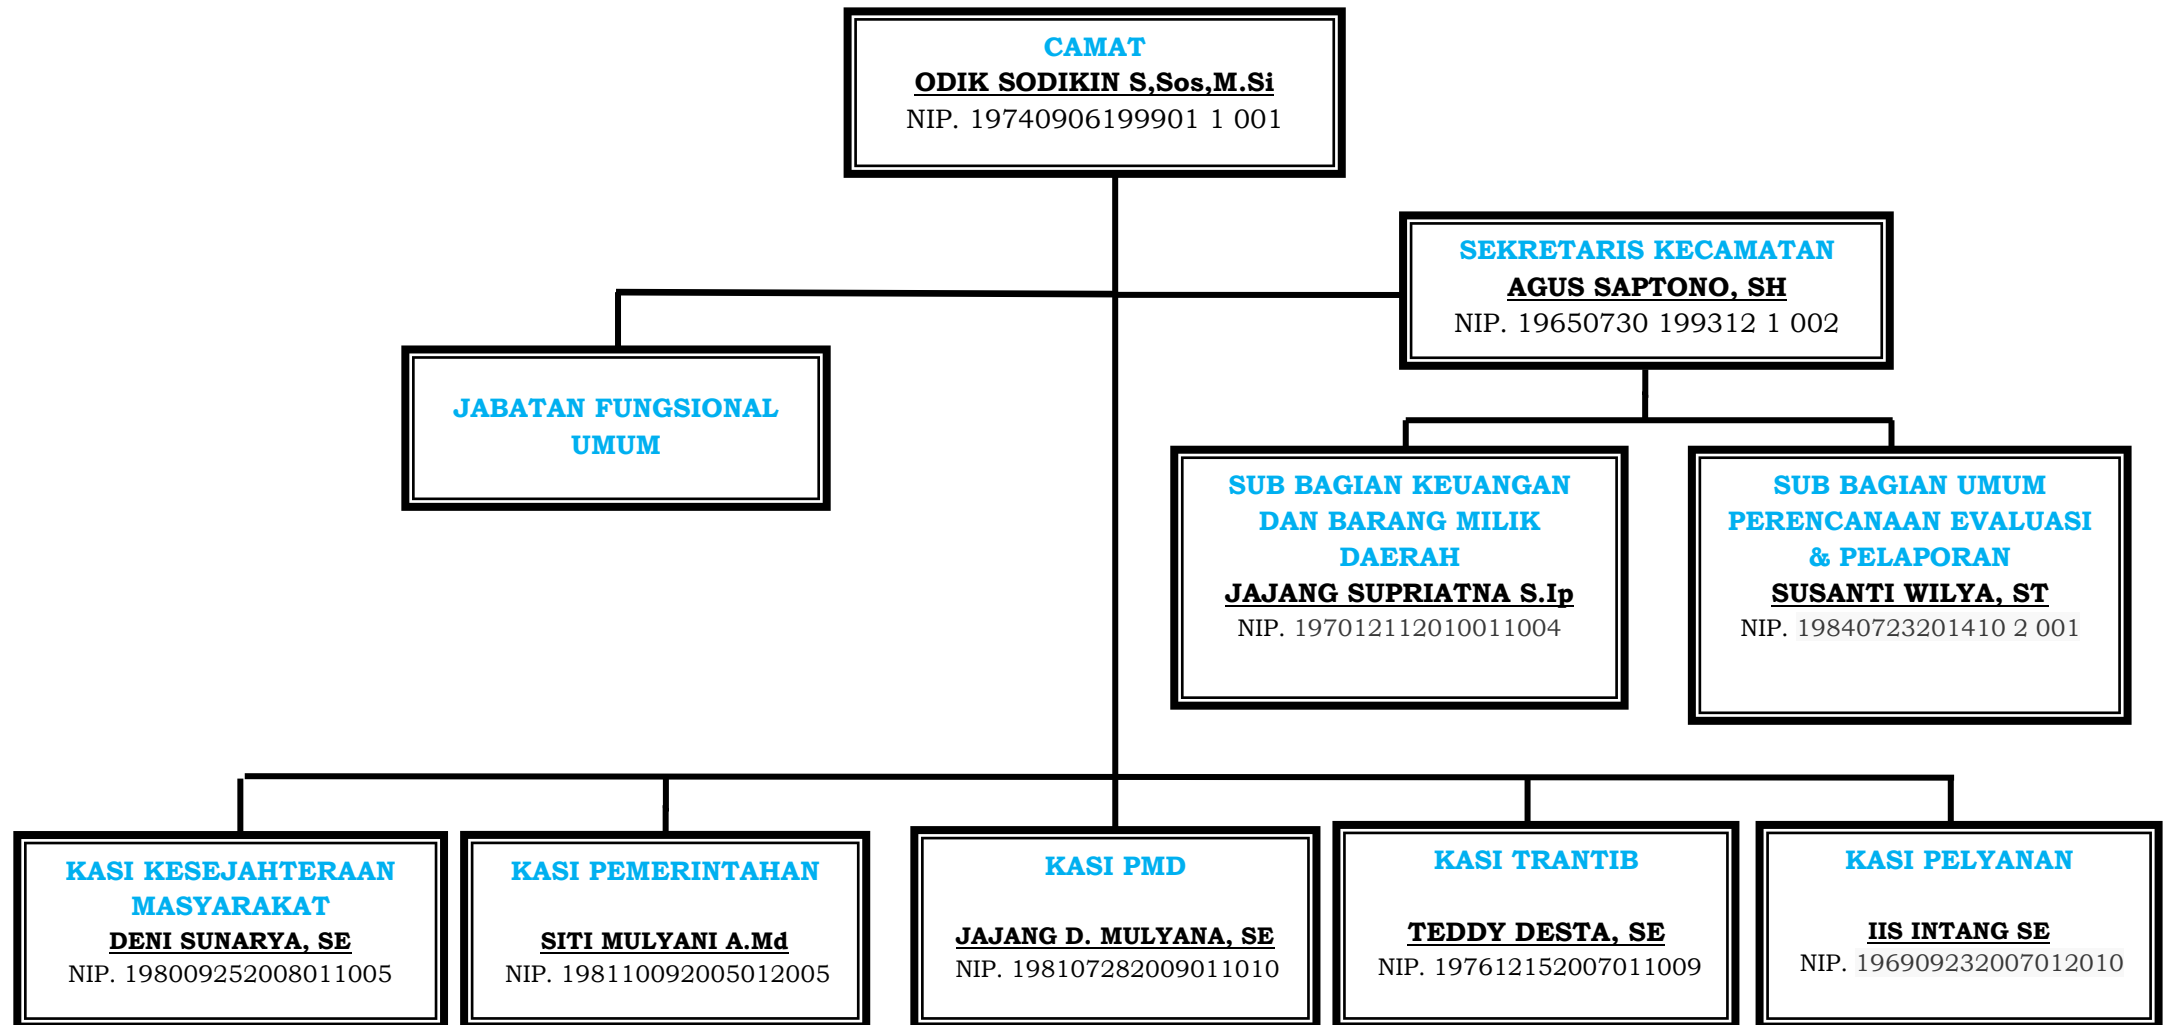 CAMAT
ODIK SODIKIN S,Sos,M.Si
NIP. 19740906199901 1 001
SEKRETARIS KECAMATAN
AGUS SAPTONO, SH
NIP. 19650730 199312 1 002
JABATAN FUNGSIONAL
UMUM
SUB BAGIAN KEUANGAN
DAN BARANG MILIK
DAERAH
JAJANG SUPRIATNA S.Ip
NIP. 197012112010011004
SUB BAGIAN UMUM
PERENCANAAN EVALUASI
& PELAPORAN
SUSANTI WILYA, ST
NIP. 19840723201410 2 001
KASI KESEJAHTERAAN
MASYARAKAT
DENI SUNARYA, SE
NIP. 198009252008011005
KASI PEMERINTAHAN
SITI MULYANI A.Md
NIP. 198110092005012005
KASI PMD
JAJANG D. MULYANA, SE
NIP. 198107282009011010
KASI TRANTIB
TEDDY DESTA, SE
NIP. 197612152007011009
KASI PELYANAN
IIS INTANG SE
NIP. 196909232007012010